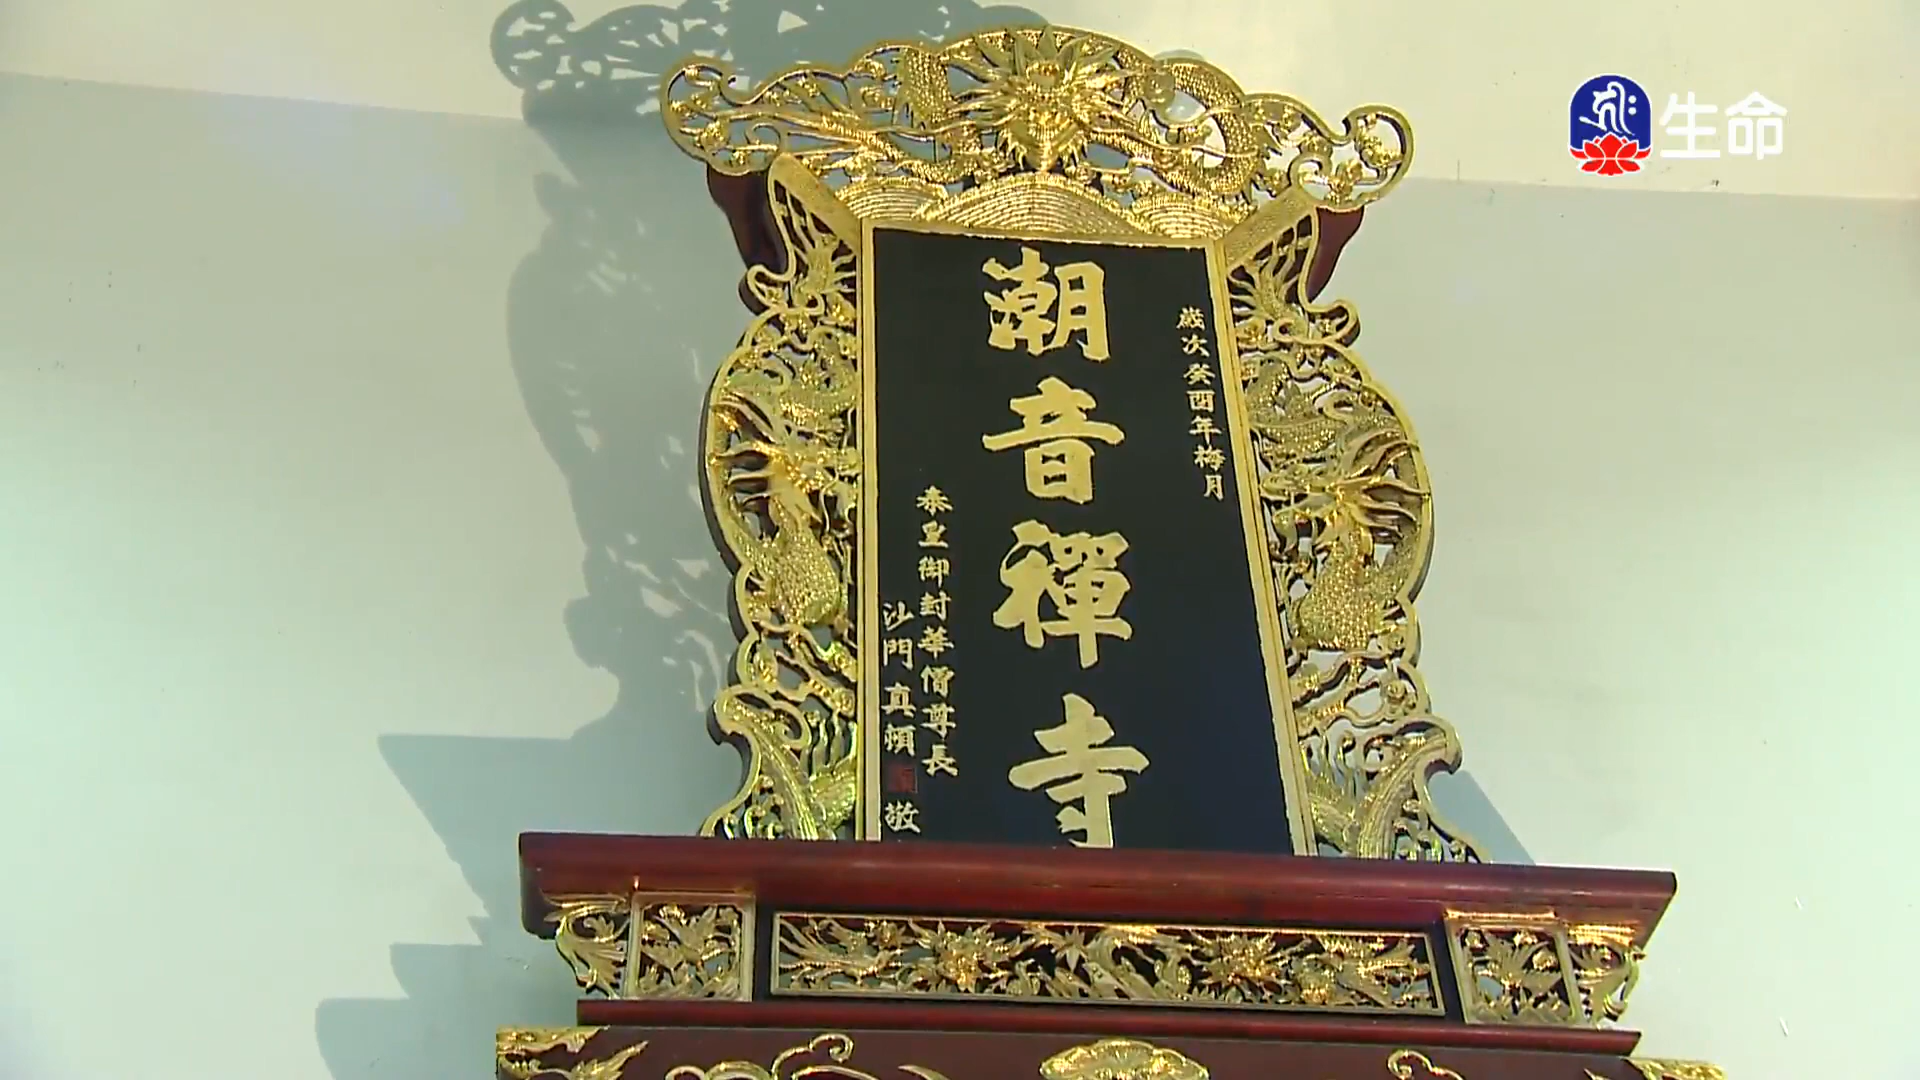 歲次癸酉年梅月
潮音禪寺
泰皇御封華僧尊長
沙門真頓
敬
生命